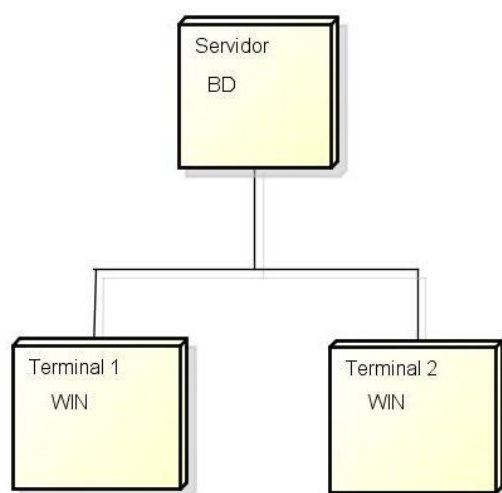 Servidor
BD
Terminal 1
WIN
Terminal 2
WIN